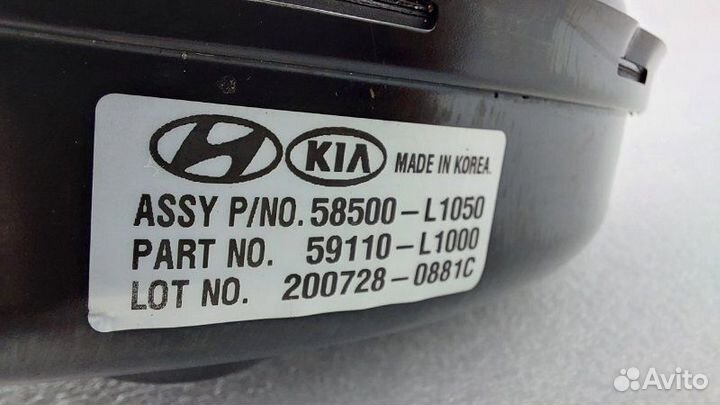 KIA MADE IN KOREA.
ASSY P/NO. 58500-L1050
PART NO. 59110-L1000
LOT NO. 200728-0881C
Avito